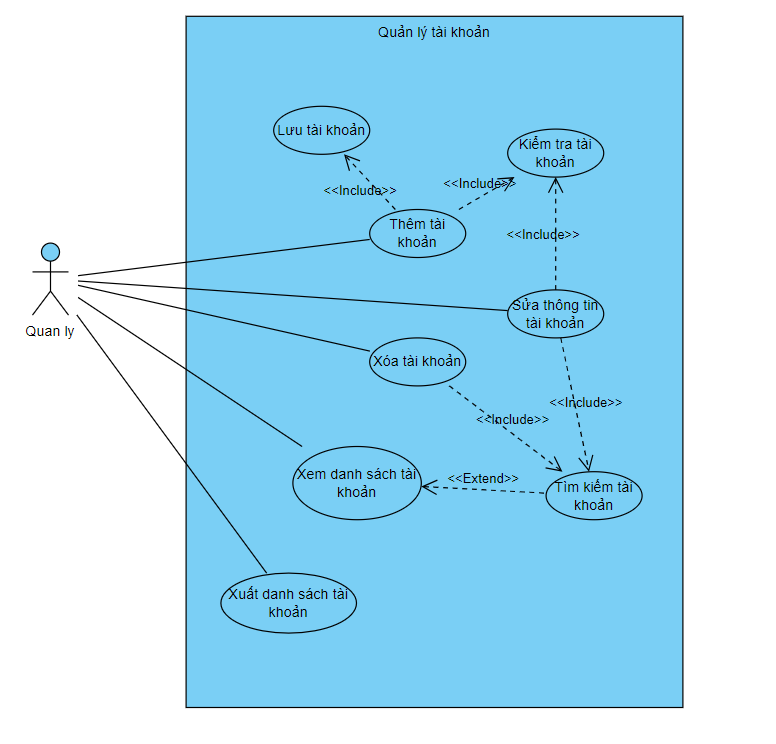 Quản lý tài khoản
Lưu tài khoản
Kiểm tra tài
khoản
<<Include>>
<<Include>>
Thêm tài
khoản
<<Include>>
Quan ly
Sửa thông tin
tài khoản
Xóa tài khoản
<<Include>>
<<Include>>
Xem danh sách tài
khoản
<<Extend>>
Tìm kiếm tài
khoản
Xuất danh sách tài
khoản